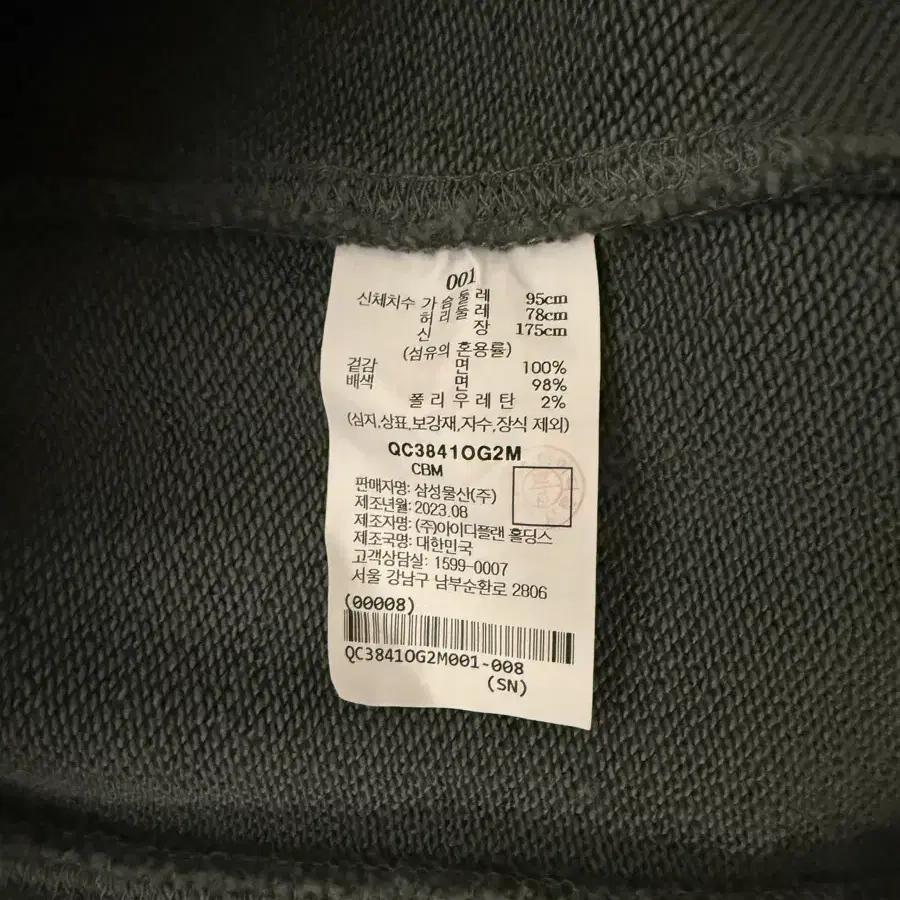 001
신체치수 가슴둘레 95cm
허리둘레 78cm
신장 175cm
(섬유의 혼용률)
겉감 면 100%
배색 면 98%
폴리우레탄 2%
(심지,상표,보강재,자수,장식 제외)
QC3841OG2M
CBM
판매자명: 삼성물산(주)
제조년월: 2023.08
제조자명: (주)아이디플랜 홀딩스
제조국명: 대한민국
고객상담실: 1599-0007
서울 강남구 남부순환로 2806
(00008)
QC3841OG2M001-008
(SN)